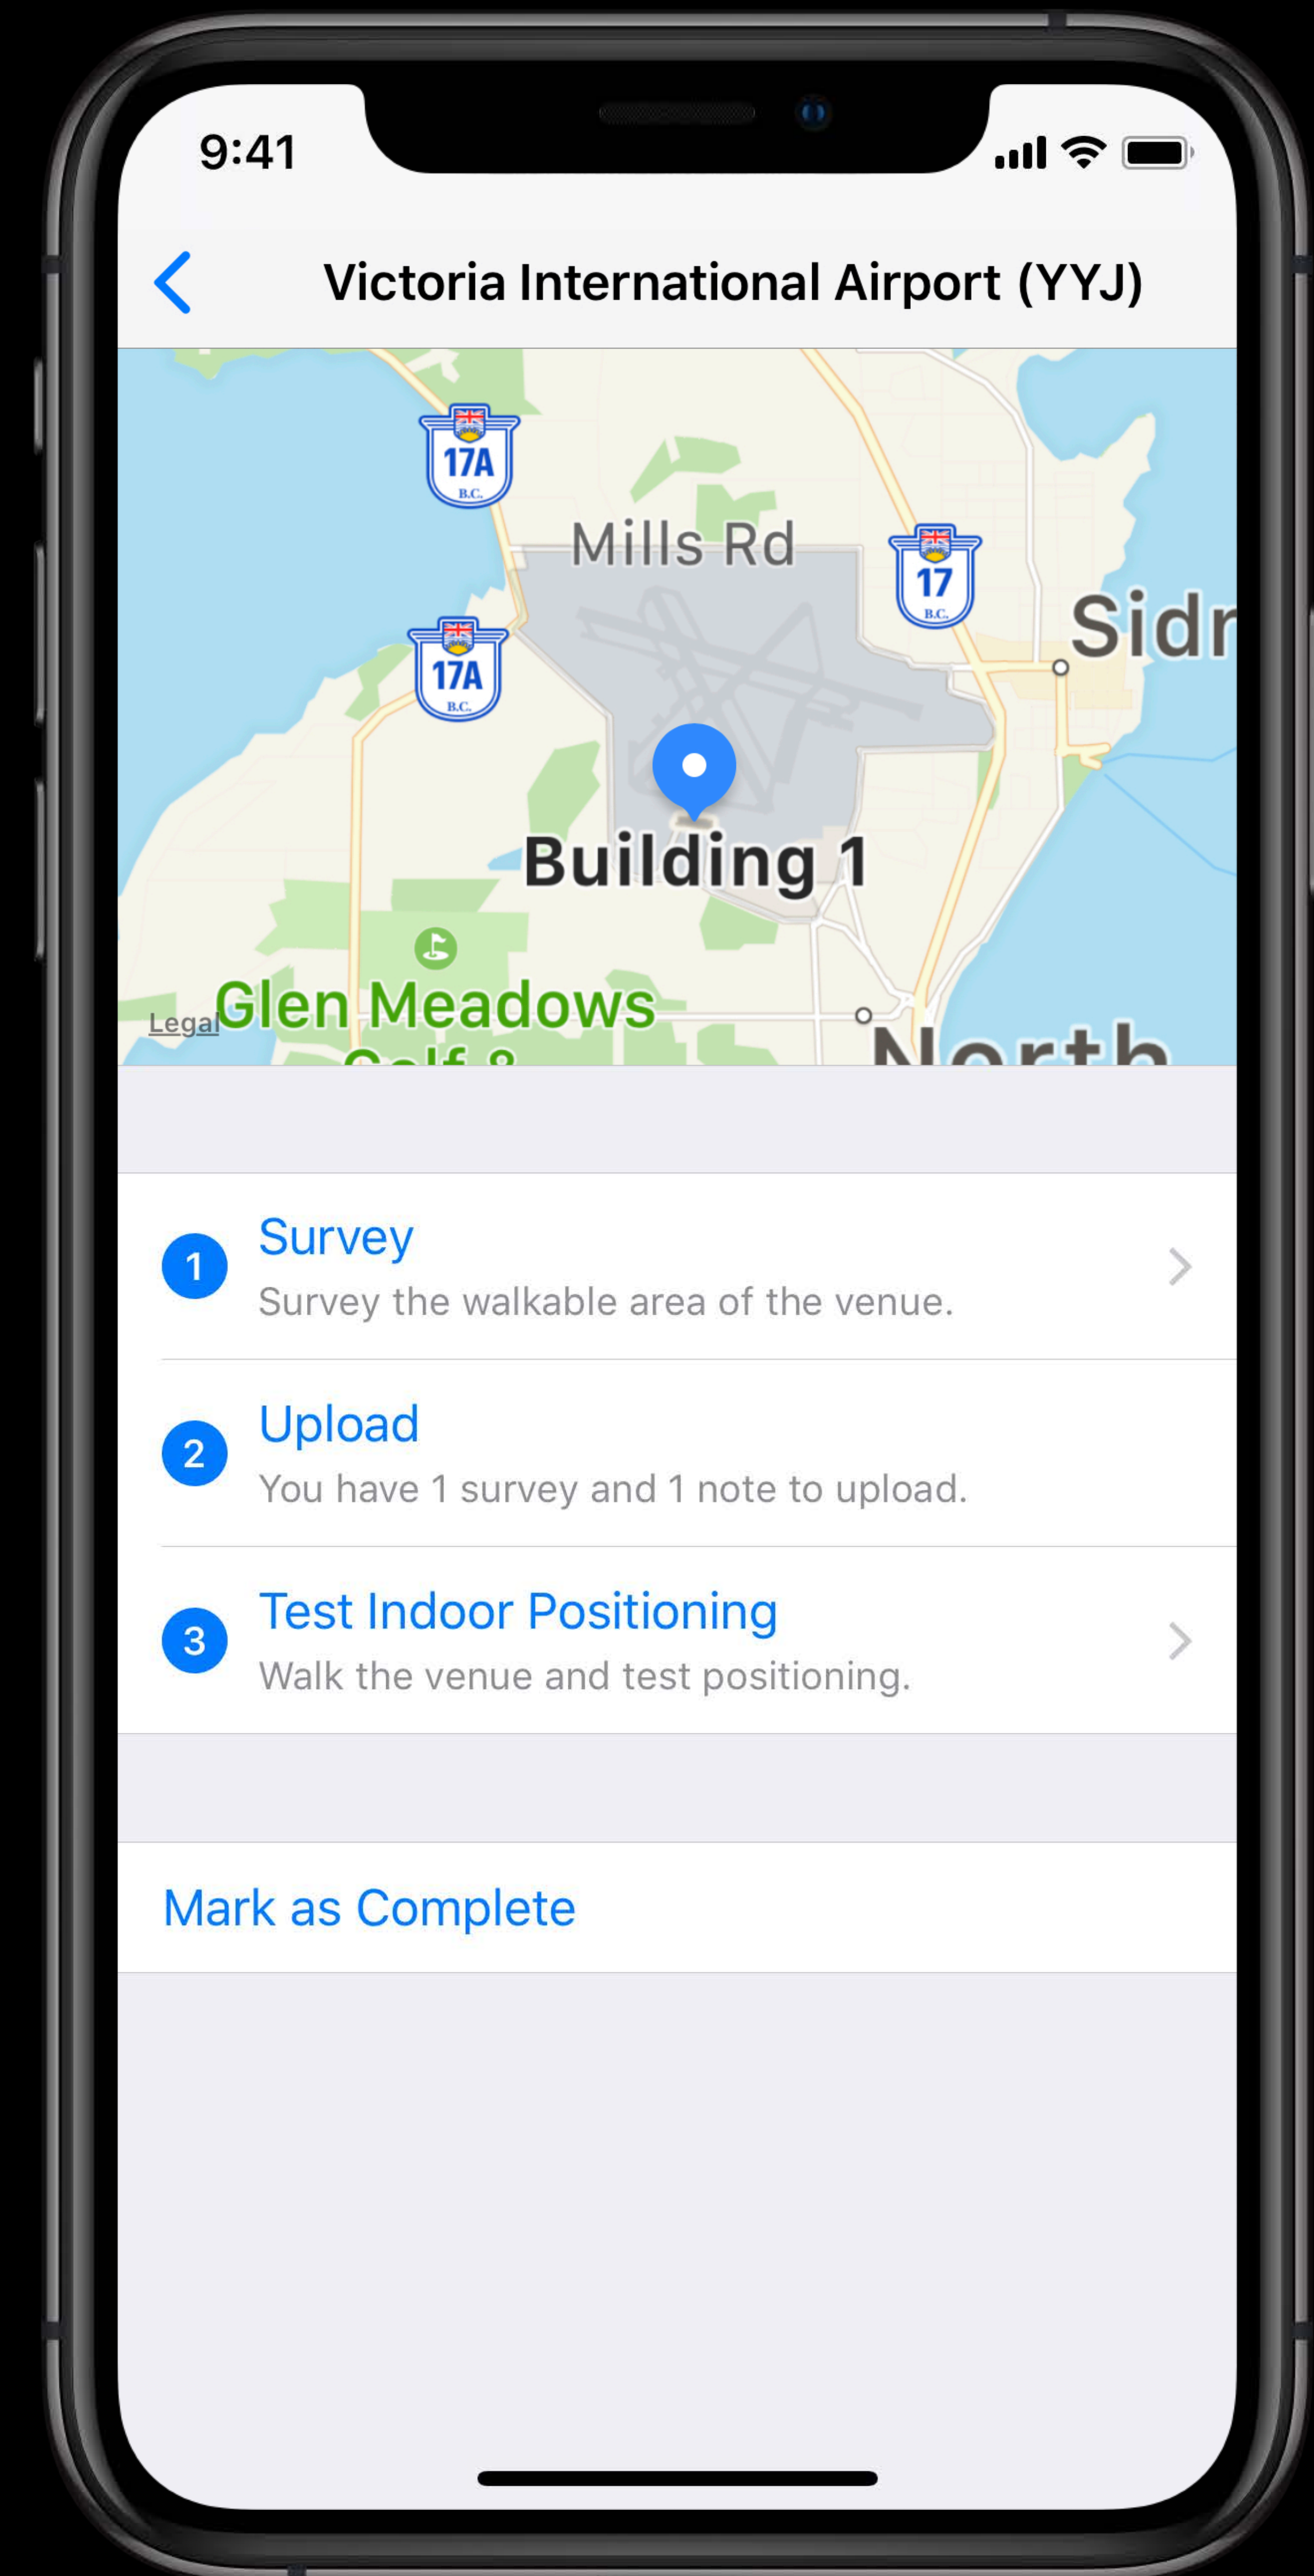 9:41
Victoria International Airport (YYJ)
17A
B.C.
Mills Rd
17
B.C.
Sidr
17A
B.C.
Building 1
Glen Meadows
Golf &
Legal
North
1
Survey
Survey the walkable area of the venue.
2
Upload
You have 1 survey and 1 note to upload.
3
Test Indoor Positioning
Walk the venue and test positioning.
Mark as Complete